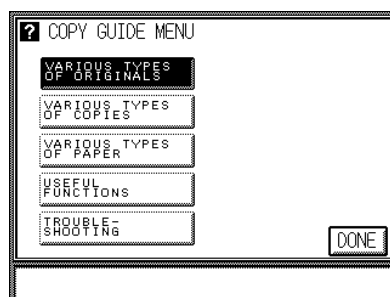 ? COPY GUIDE MENU
VARIOUS TYPES
OF ORIGINALS
VARIOUS TYPES
OF COPIES
VARIOUS TYPES
OF PAPER
USEFUL
FUNCTIONS
TROUBLE-
SHOOTING
DONE